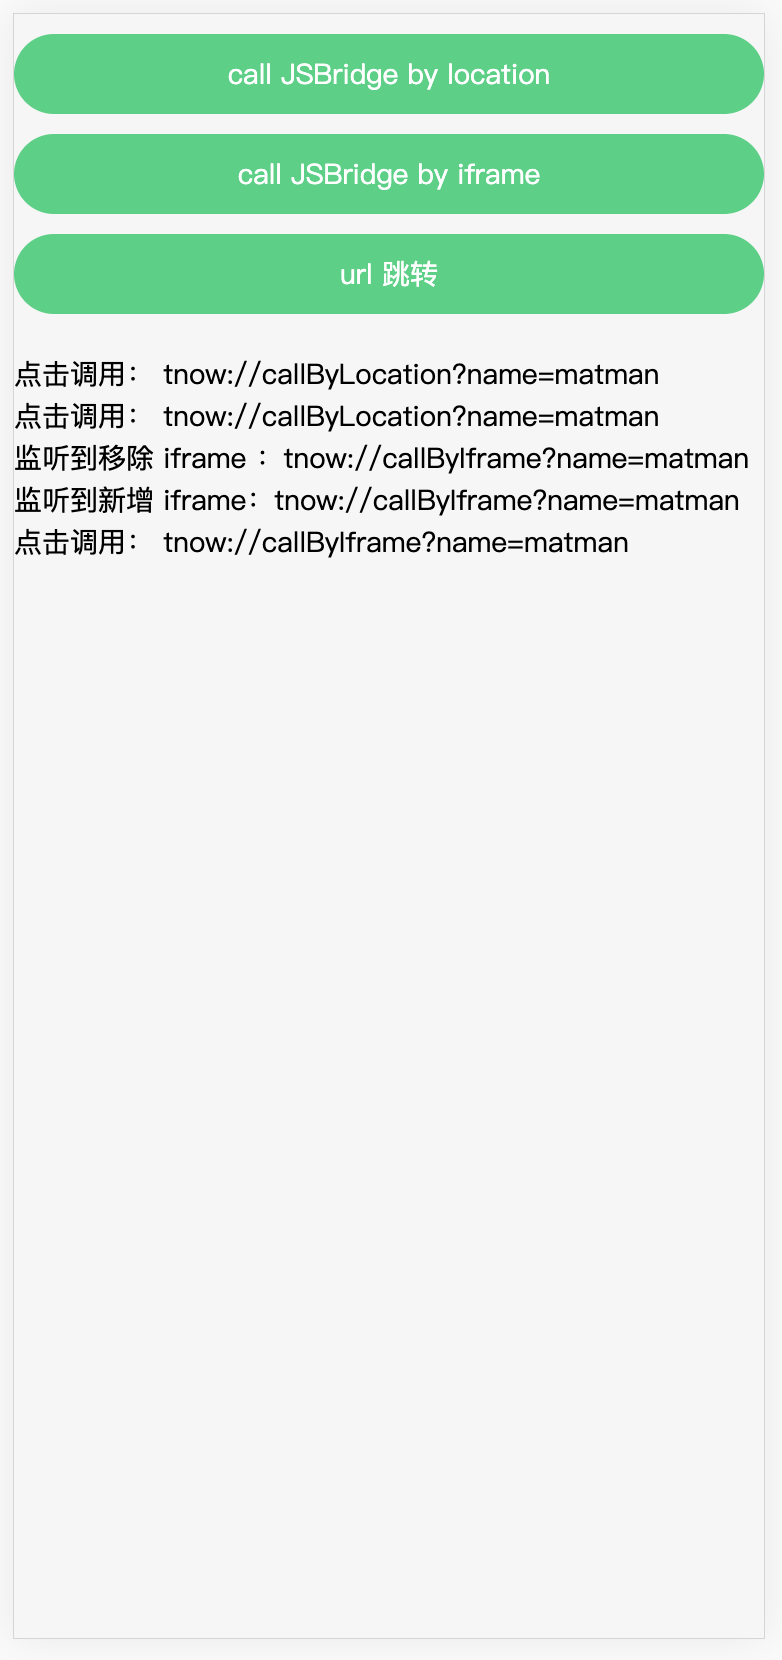 call JSBridge by location
call JSBridge by iframe
url 跳转
点击调用： tnow://callByLocation?name=matman
点击调用： tnow://callByLocation?name=matman
监听到移除 iframe ：tnow://callByIframe?name=matman
监听到新增 iframe：tnow://callByIframe?name=matman
点击调用： tnow://callByIframe?name=matman